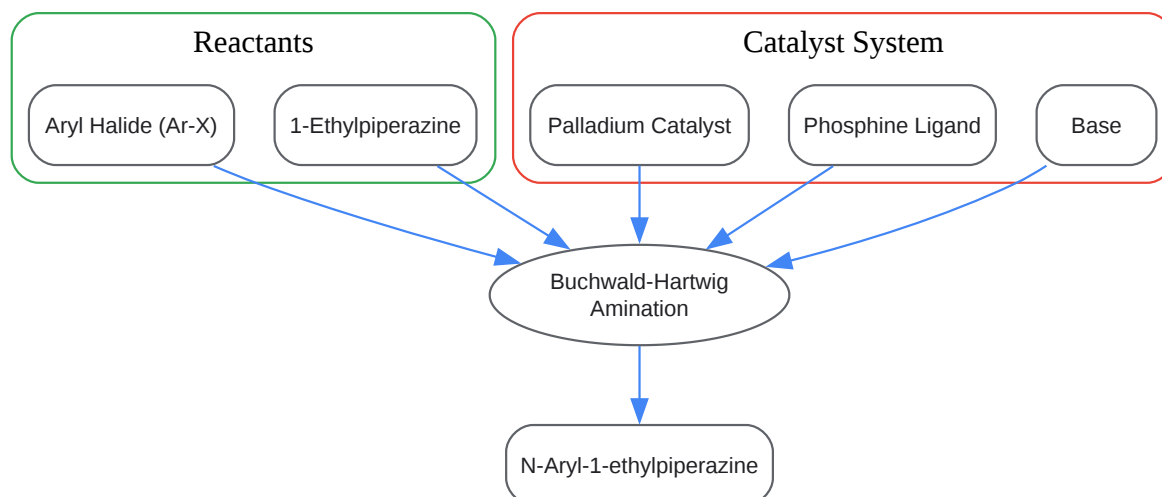 Reactants
Catalyst System
Aryl Halide (Ar-X)
1-Ethylpiperazine
Palladium Catalyst
Phosphine Ligand
Base
Buchwald-Hartwig
Amination
N-Aryl-1-ethylpiperazine